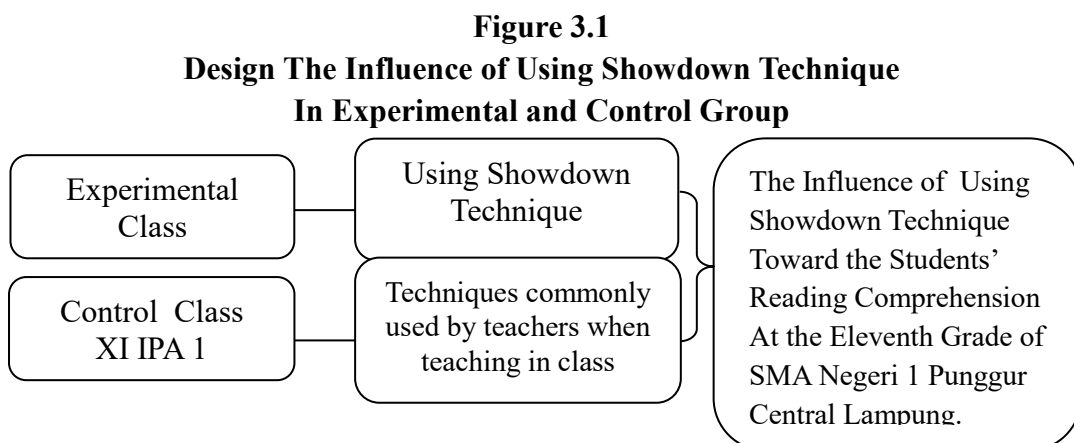 Figure 3.1
Design The Influence of Using Showdown Technique
In Experimental and Control Group
Experimental
Class
Using Showdown
Technique
Control Class
XI IPA 1
Techniques commonly
used by teachers when
teaching in class
The Influence of Using
Showdown Technique
Toward the Students’
Reading Comprehension
At the Eleventh Grade of
SMA Negeri 1 Punggur
Central Lampung.